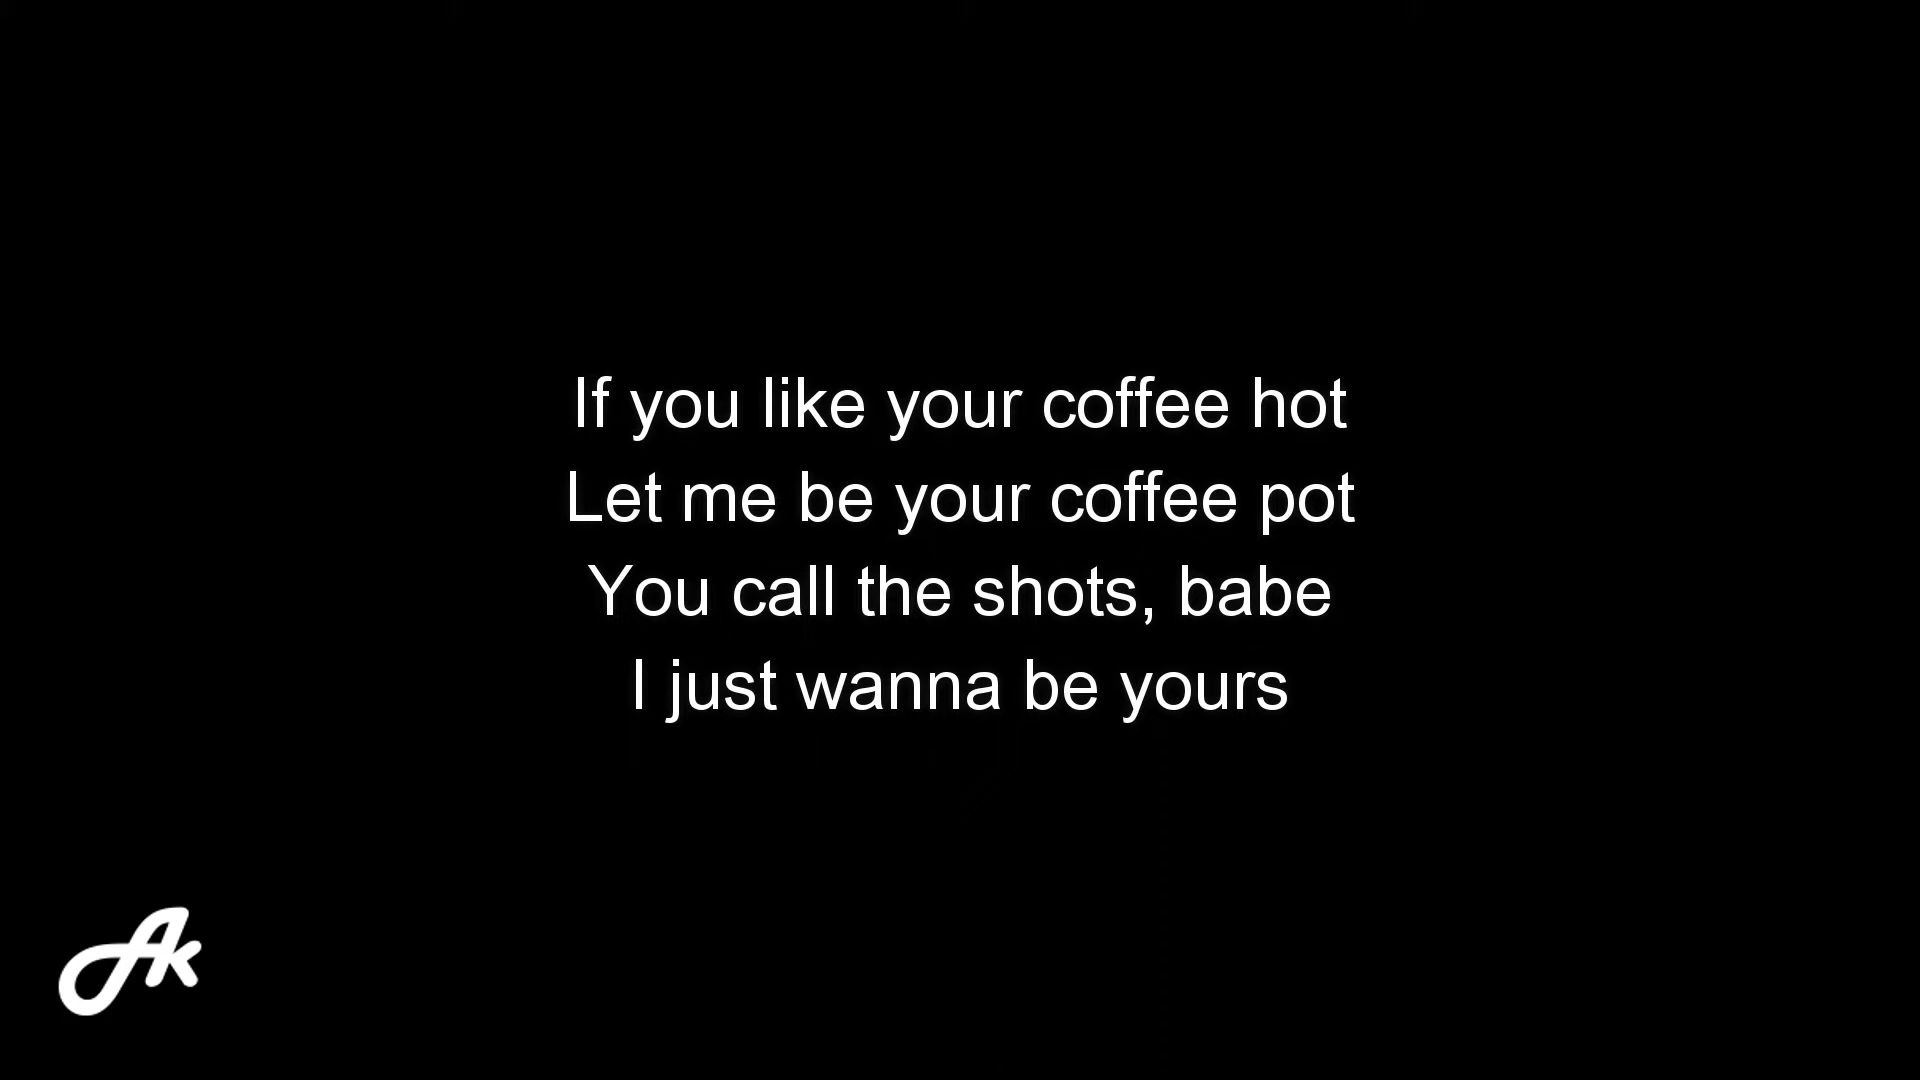 If you like your coffee hot
Let me be your coffee pot
You call the shots, babe
I just wanna be yours
Ak